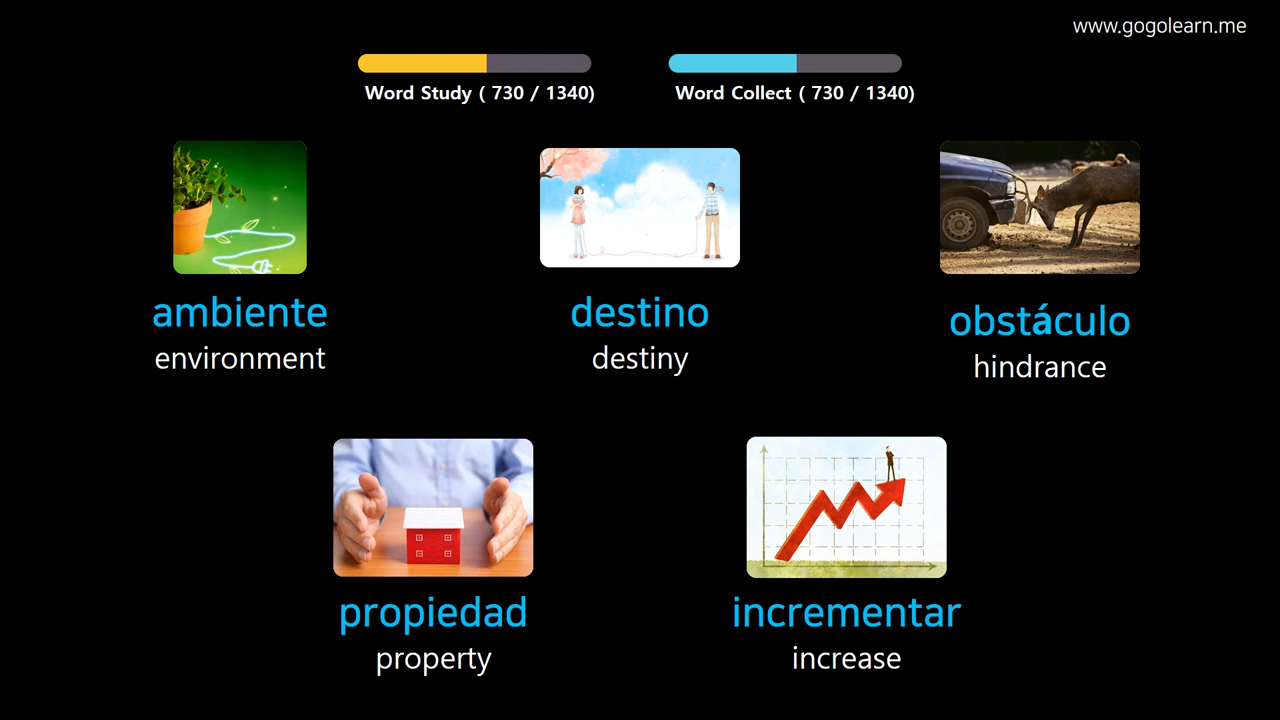 www.gogolearn.me
Word Study ( 730 / 1340)
Word Collect ( 730 / 1340)
ambiente
environment
destino
destiny
obstáculo
hindrance
propiedad
property
incrementar
increase